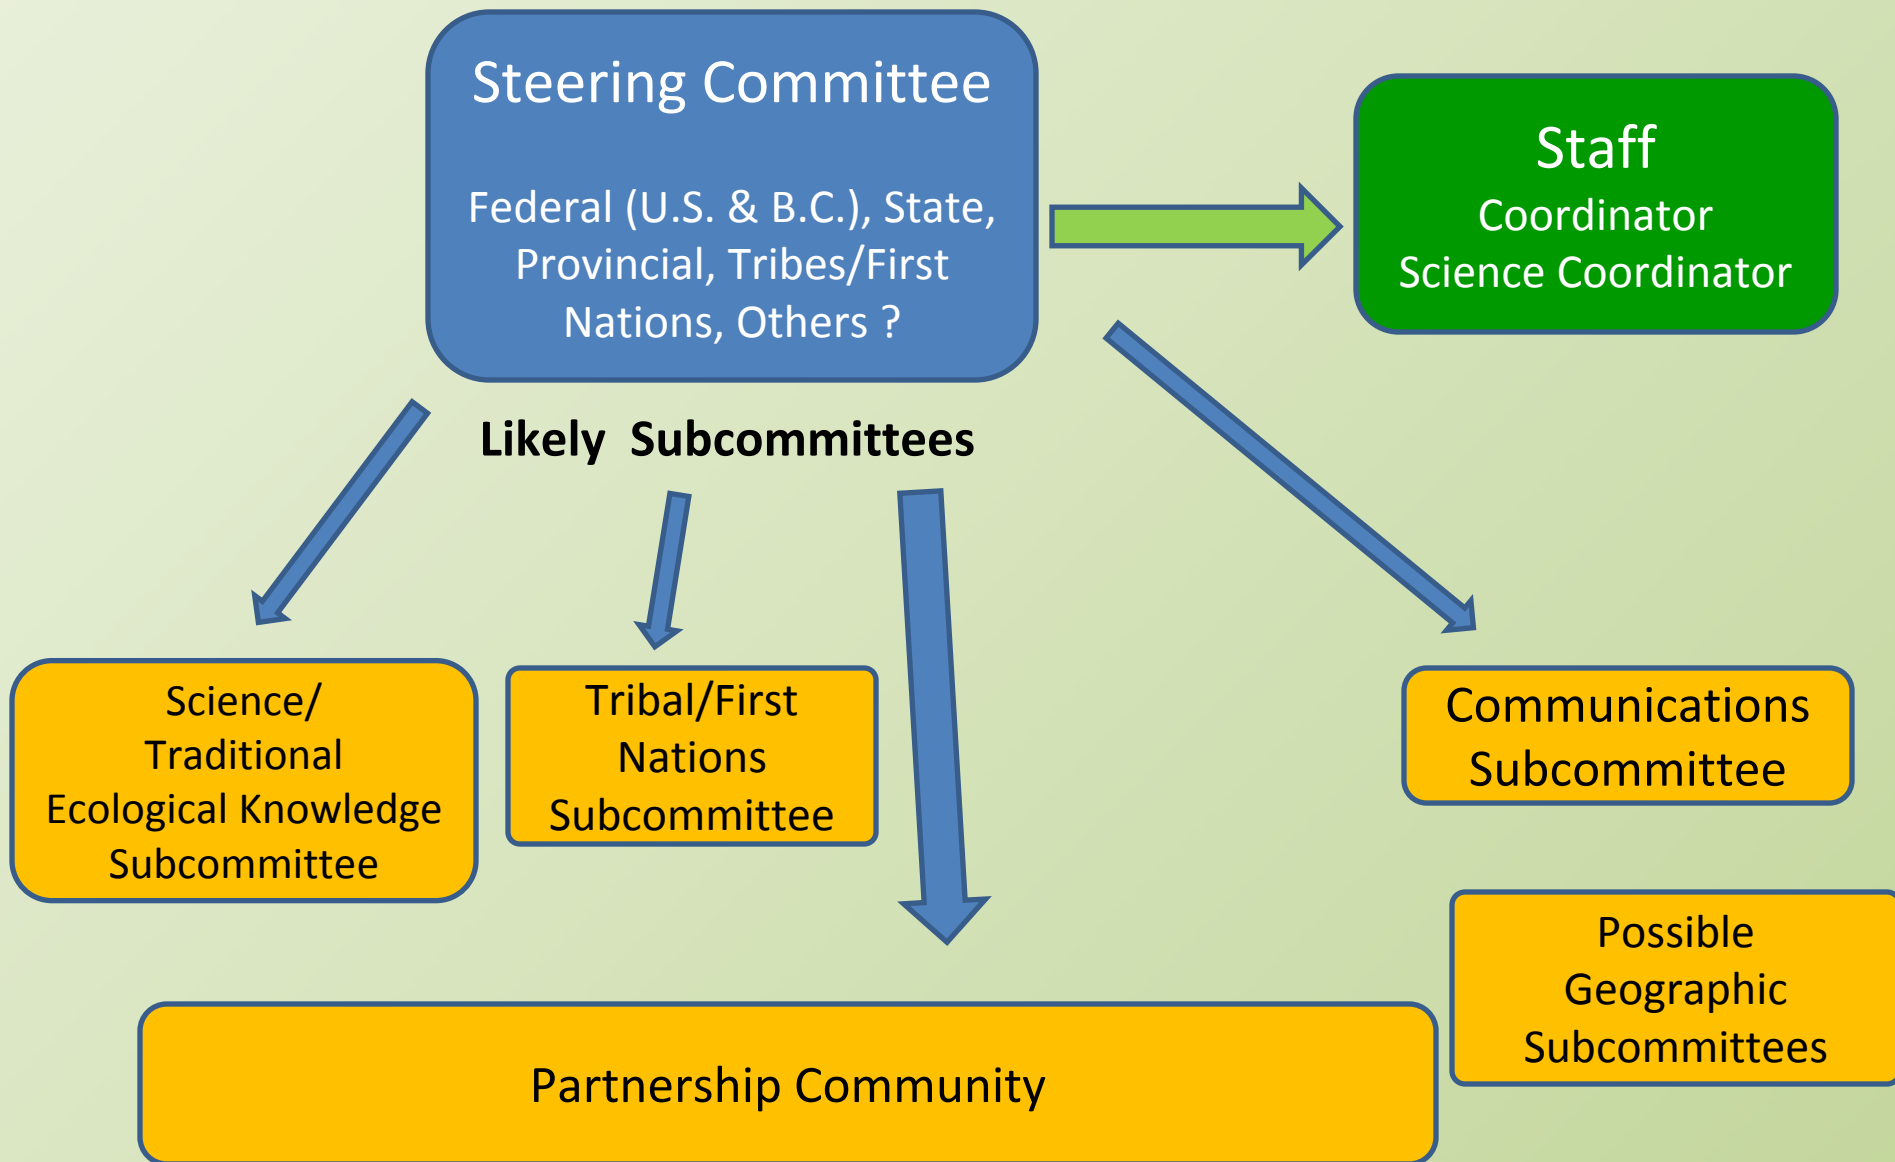 Steering Committee
Federal (U.S. & B.C.), State,
Provincial, Tribes/First
Nations, Others ?
Staff
Coordinator
Science Coordinator
Likely Subcommittees
Science/
Traditional
Ecological Knowledge
Subcommittee
Tribal/First
Nations
Subcommittee
Communications
Subcommittee
Possible
Geographic
Subcommittees
Partnership Community